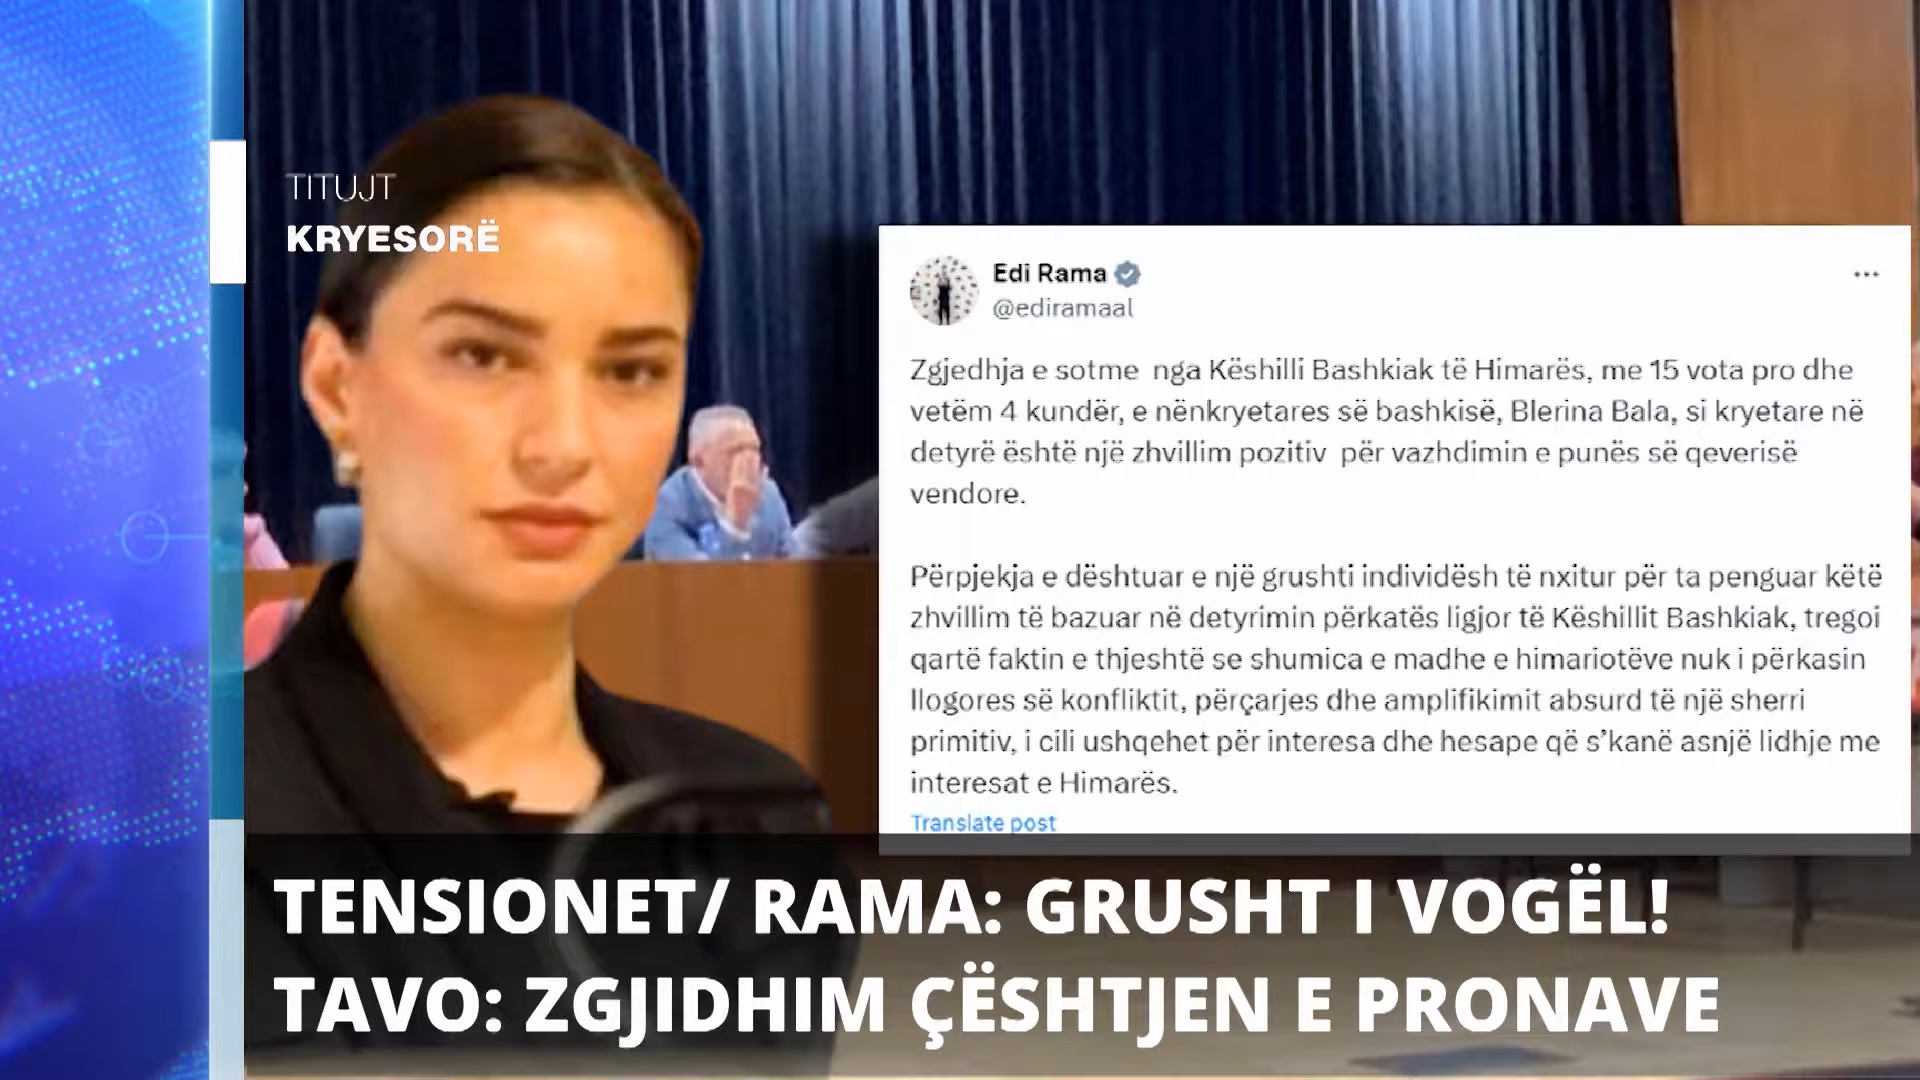 TITUJT
KRYESORË
Edi Rama
@ediramaal
Zgjedhja e sotme nga Këshilli Bashkiak të Himarës, me 15 vota pro dhe
vetëm 4 kundër, e nënkryetares së bashkisë, Blerina Bala, si kryetare në
detyrë është një zhvillim pozitiv për vazhdimin e punës së qeverisë
vendore.
Përpjekja e dështuar e një grushti individësh të nxitur për ta penguar këtë
zhvillim të bazuar në detyrimin përkatës ligjor të Këshillit Bashkiak, tregoi
qartë faktin e thjeshtë se shumica e madhe e himariotëve nuk i përkasin
llogores së konfliktit, përçarjes dhe amplifikimit absurd të një sherri
primitiv, i cili ushqehet për interesa dhe hesape që s'kanë asnjë lidhje me
interesat e Himarës.
Translate post
TENSIONET/ RAMA: GRUSHT I VOGËL!
TAVO: ZGJIDHIM ÇËSHTJEN E PRONAVE